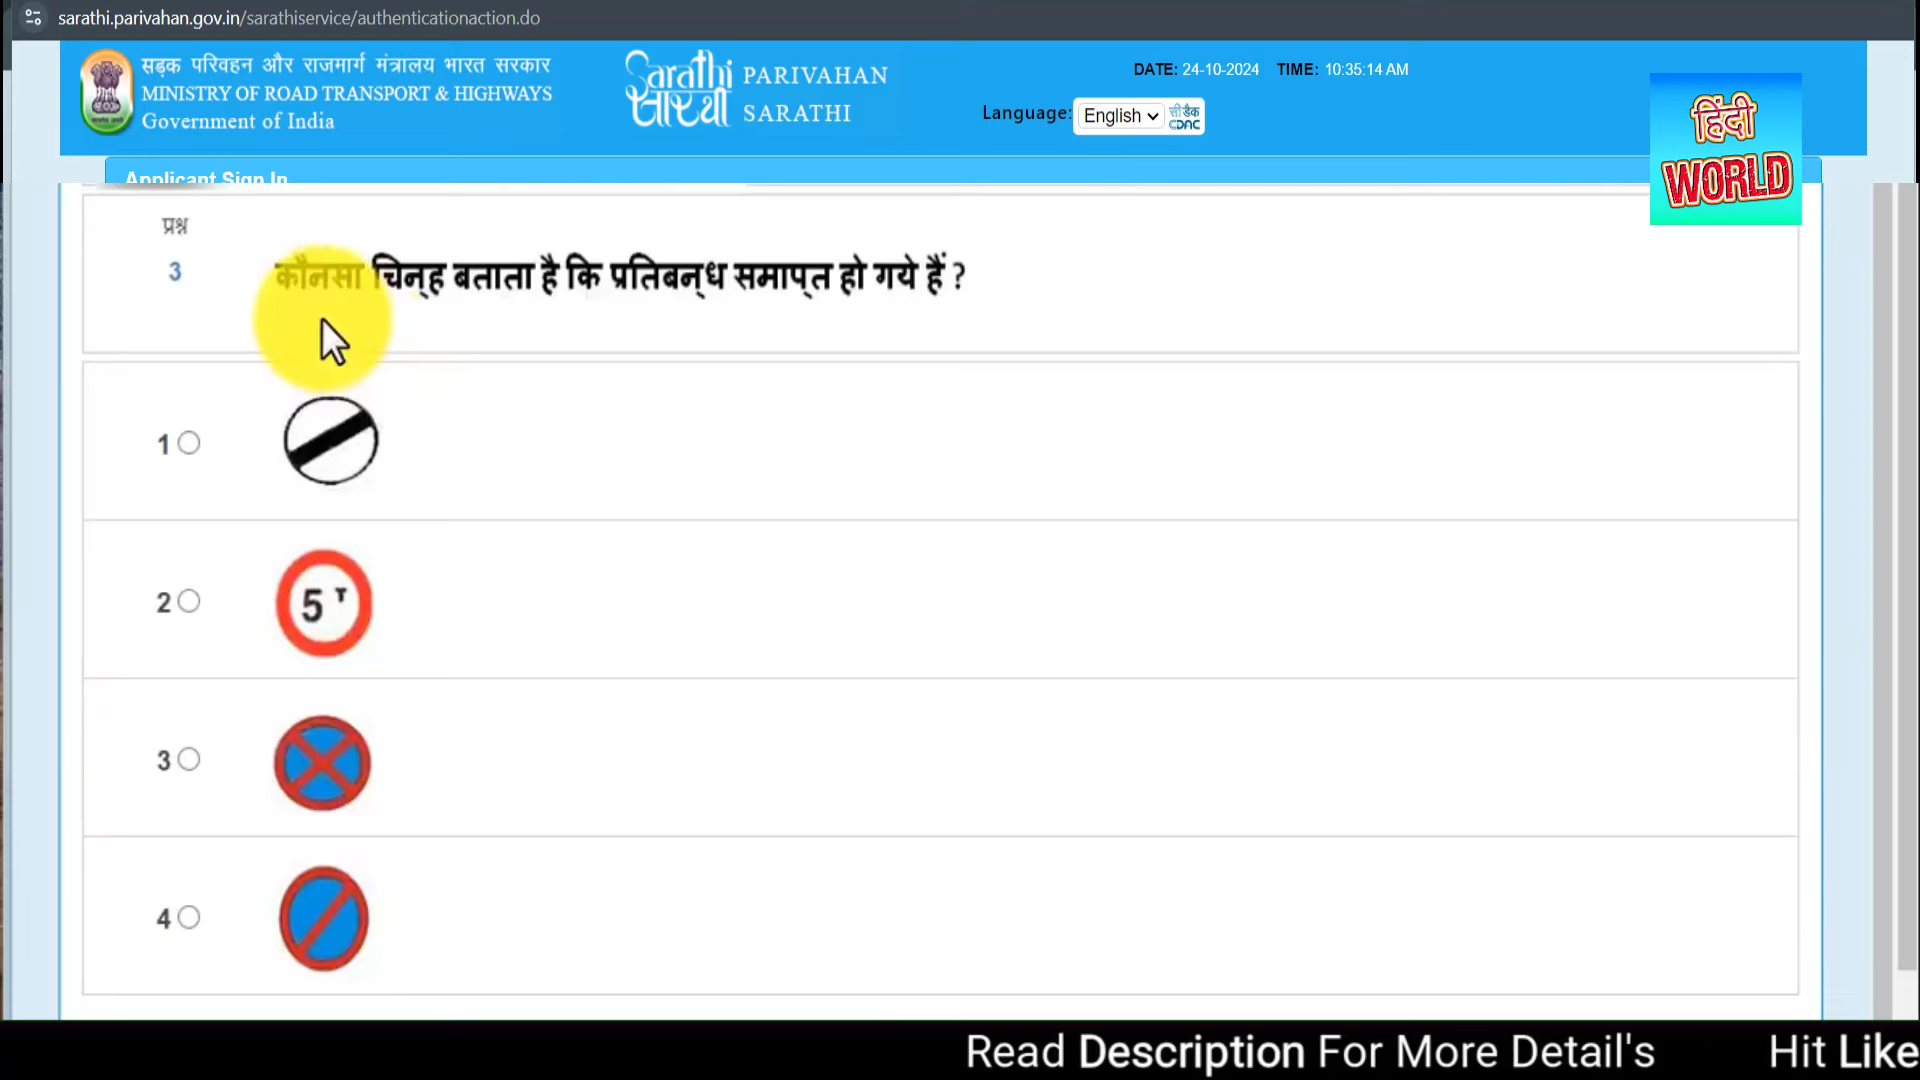 sarathi.parivahan.gov.in/sarathiservice/authenticationaction.do
सड़क परिवहन और राजमार्ग मंत्रालय भारत सरकार
MINISTRY OF ROAD TRANSPORT & HIGHWAYS
Government of India
Sarathi
सारथी
PARIVAHAN
SARATHI
DATE: 24-10-2024 TIME: 10:35:14 AM
Language: English
सी डैक
CDAC
हिंदी
WORLD
Applicant Sign In
प्रश्न
3 कौनसा चिन्ह बताता है कि प्रतिबन्ध समाप्त हो गये हैं ?
1
2 5 T
3
4
Read Description For More Detail's Hit Like